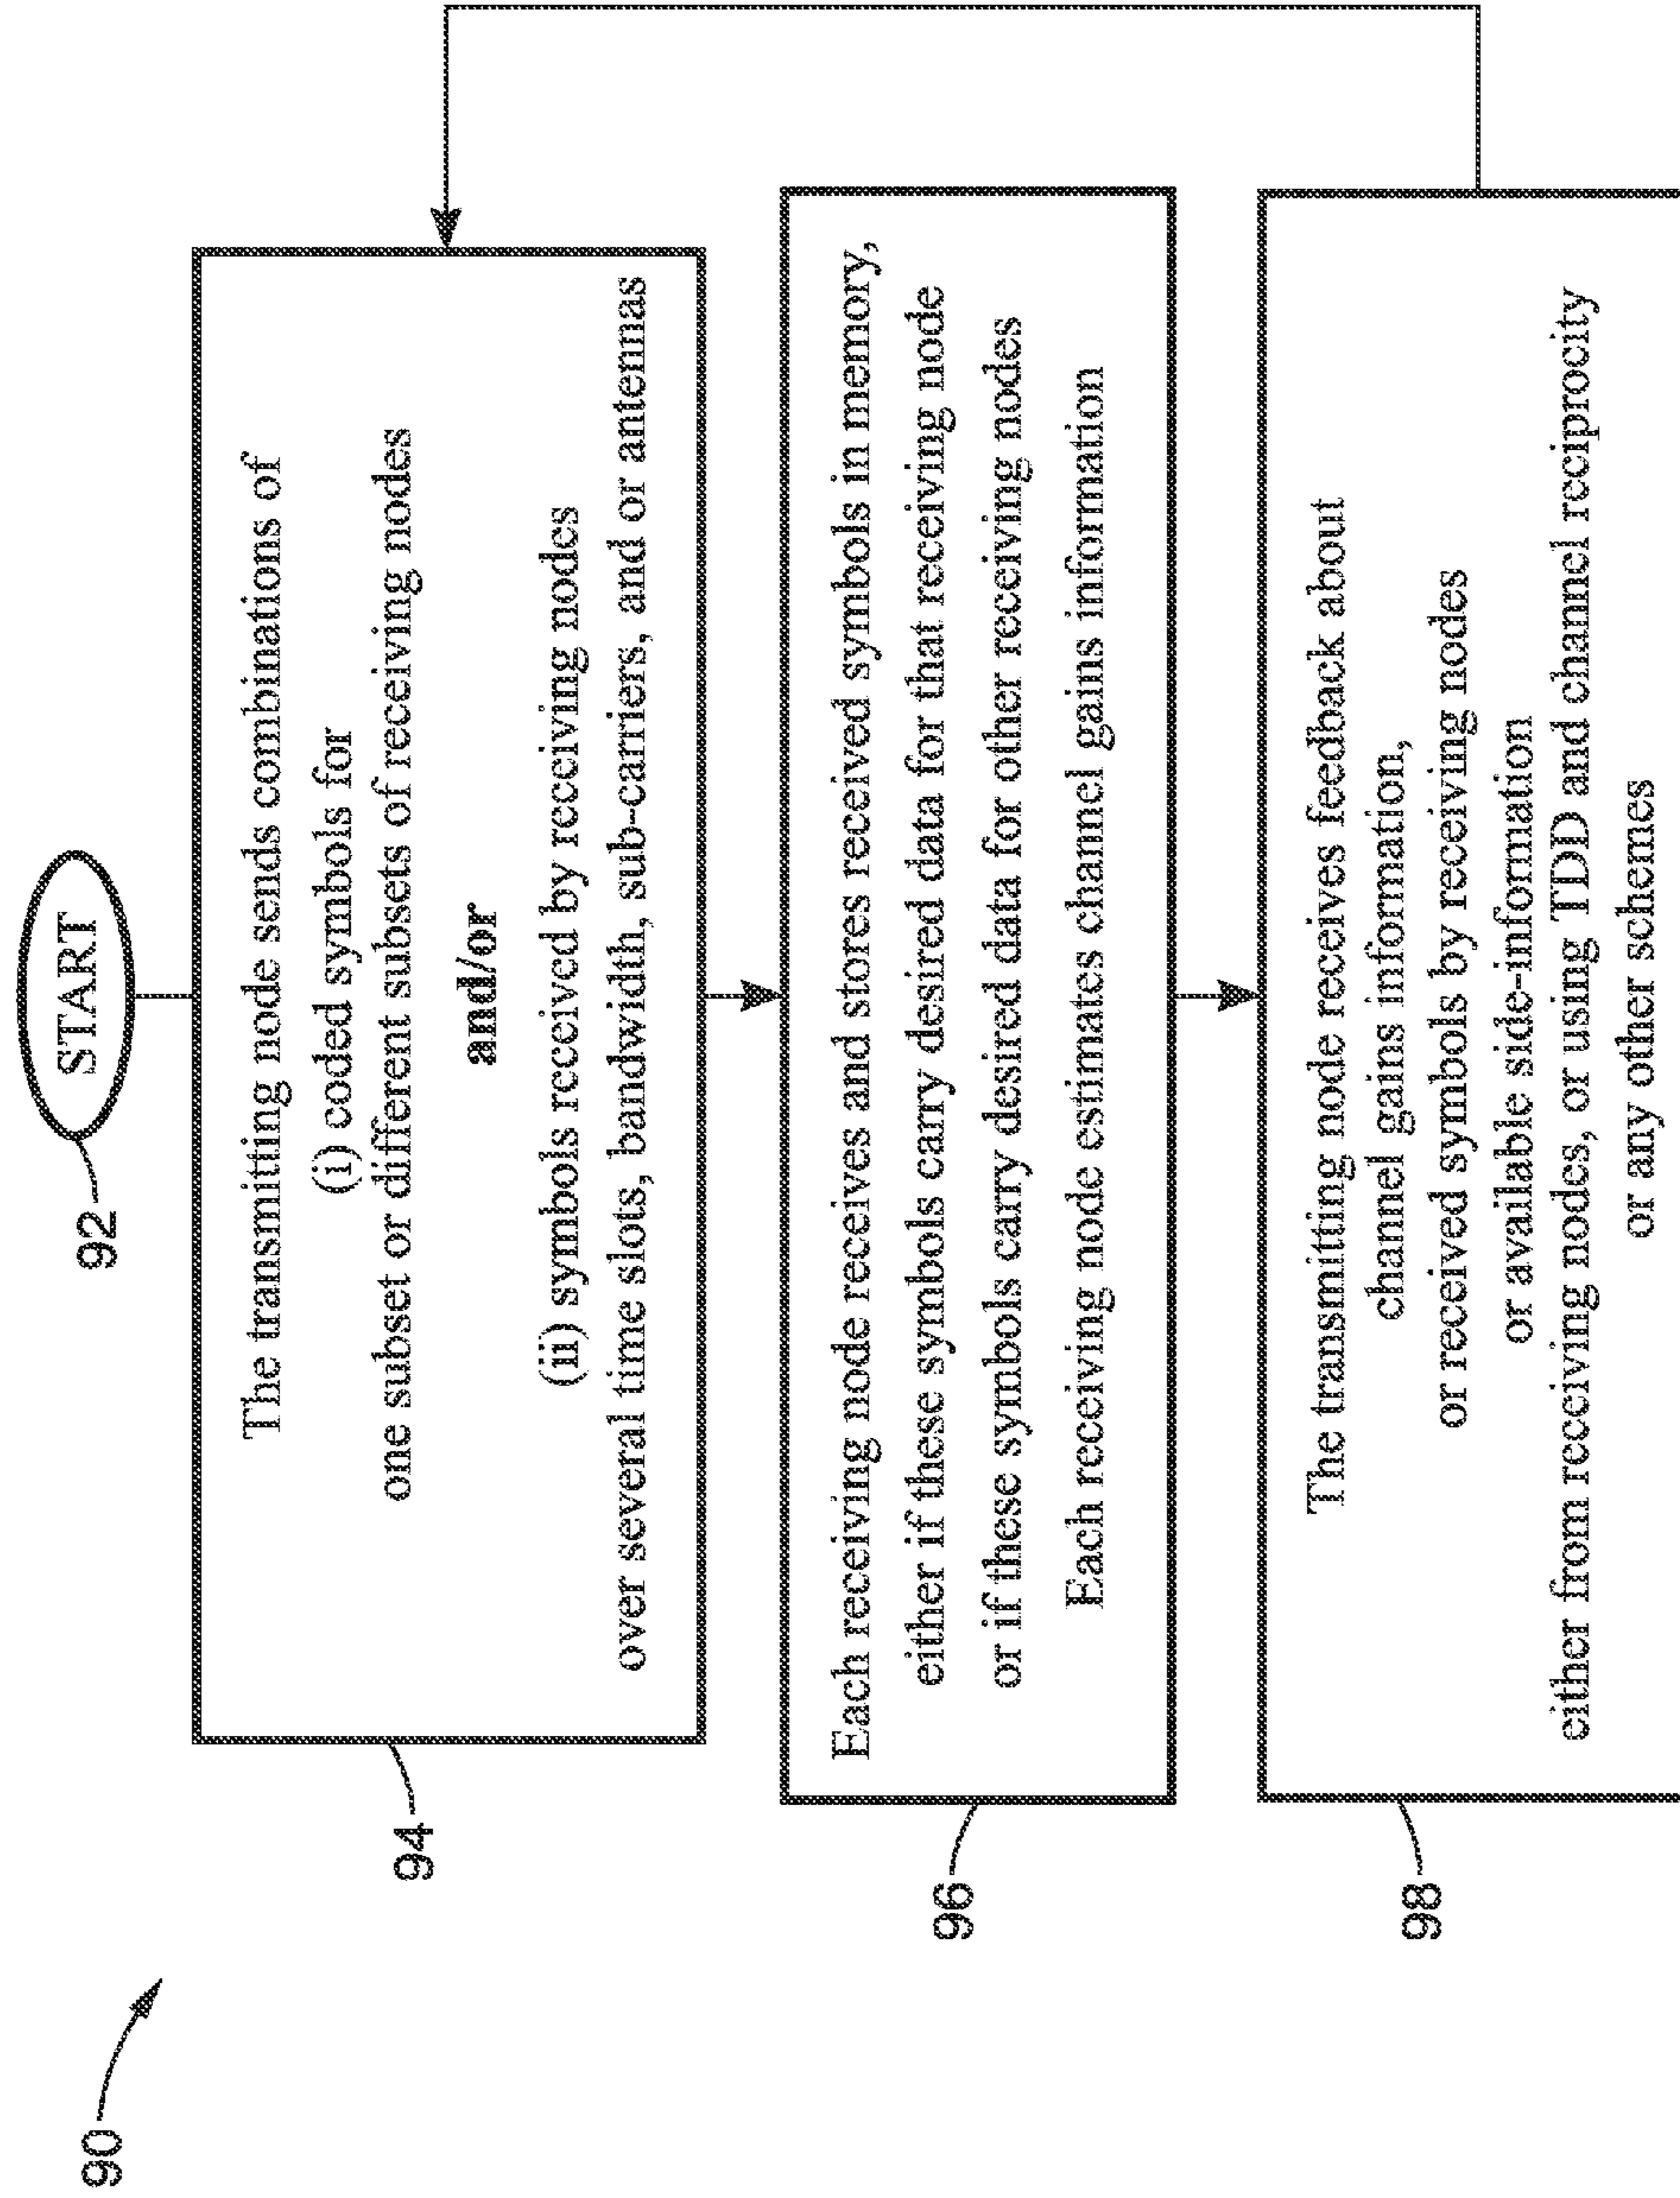 90
92
START
94
The transmitting node sends combinations of
(i) coded symbols for
one subset or different subsets of receiving nodes
and/or
(ii) symbols received by receiving nodes
over several time slots, bandwidth, sub-carriers, and or antennas
96
Each receiving node receives and stores received symbols in memory,
either if these symbols carry desired data for that receiving node
or if these symbols carry desired data for other receiving nodes
Each receiving node estimates channel gains information
98
The transmitting node receives feedback about
channel gains information,
or received symbols by receiving nodes
or available side-information
either from receiving nodes, or using TDD and channel reciprocity
or any other schemes